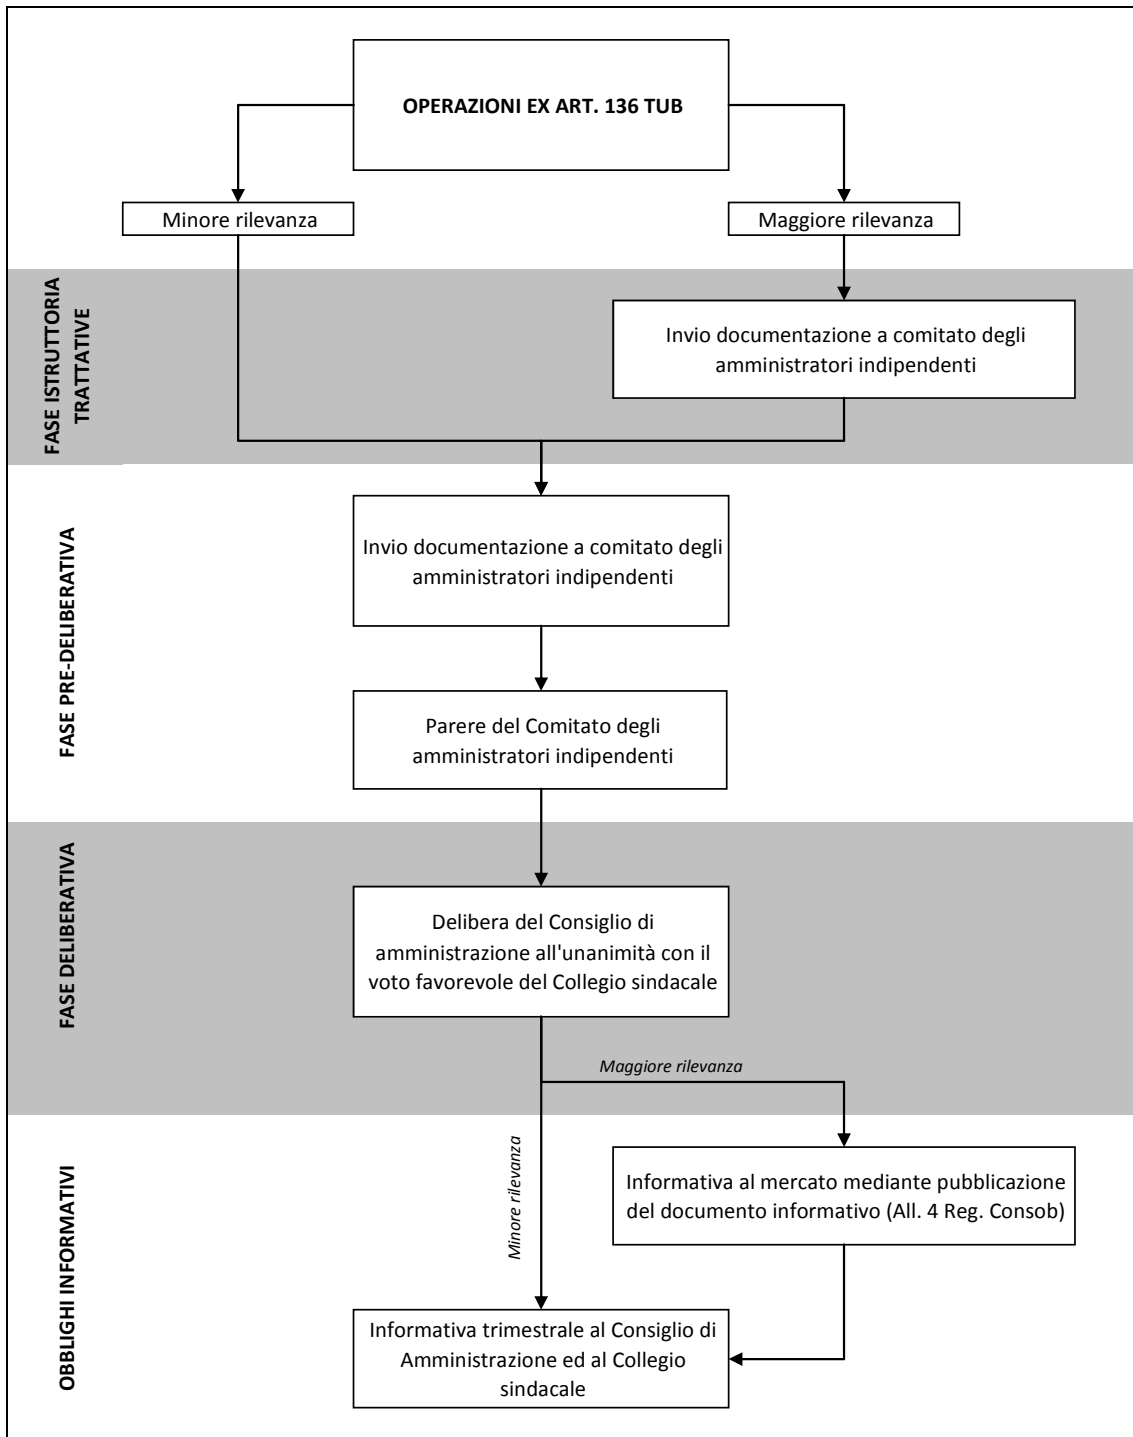 OPERAZIONI EX ART. 136 TUB
Minore rilevanza
Maggiore rilevanza
FASE ISTRUTTORIA
TRATTATIVE
Invio documentazione a comitato degli
amministratori indipendenti
FASE PRE-DELIBERATIVA
Invio documentazione a comitato degli
amministratori indipendenti
Parere del Comitato degli
amministratori indipendenti
FASE DELIBERATIVA
Delibera del Consiglio di
amministrazione all'unanimità con il
voto favorevole del Collegio sindacale
Maggiore rilevanza
Minore rilevanza
OBBLIGHI INFORMATIVI
Informativa al mercato mediante pubblicazione
del documento informativo (All. 4 Reg. Consob)
Informativa trimestrale al Consiglio di
Amministrazione ed al Collegio
sindacale